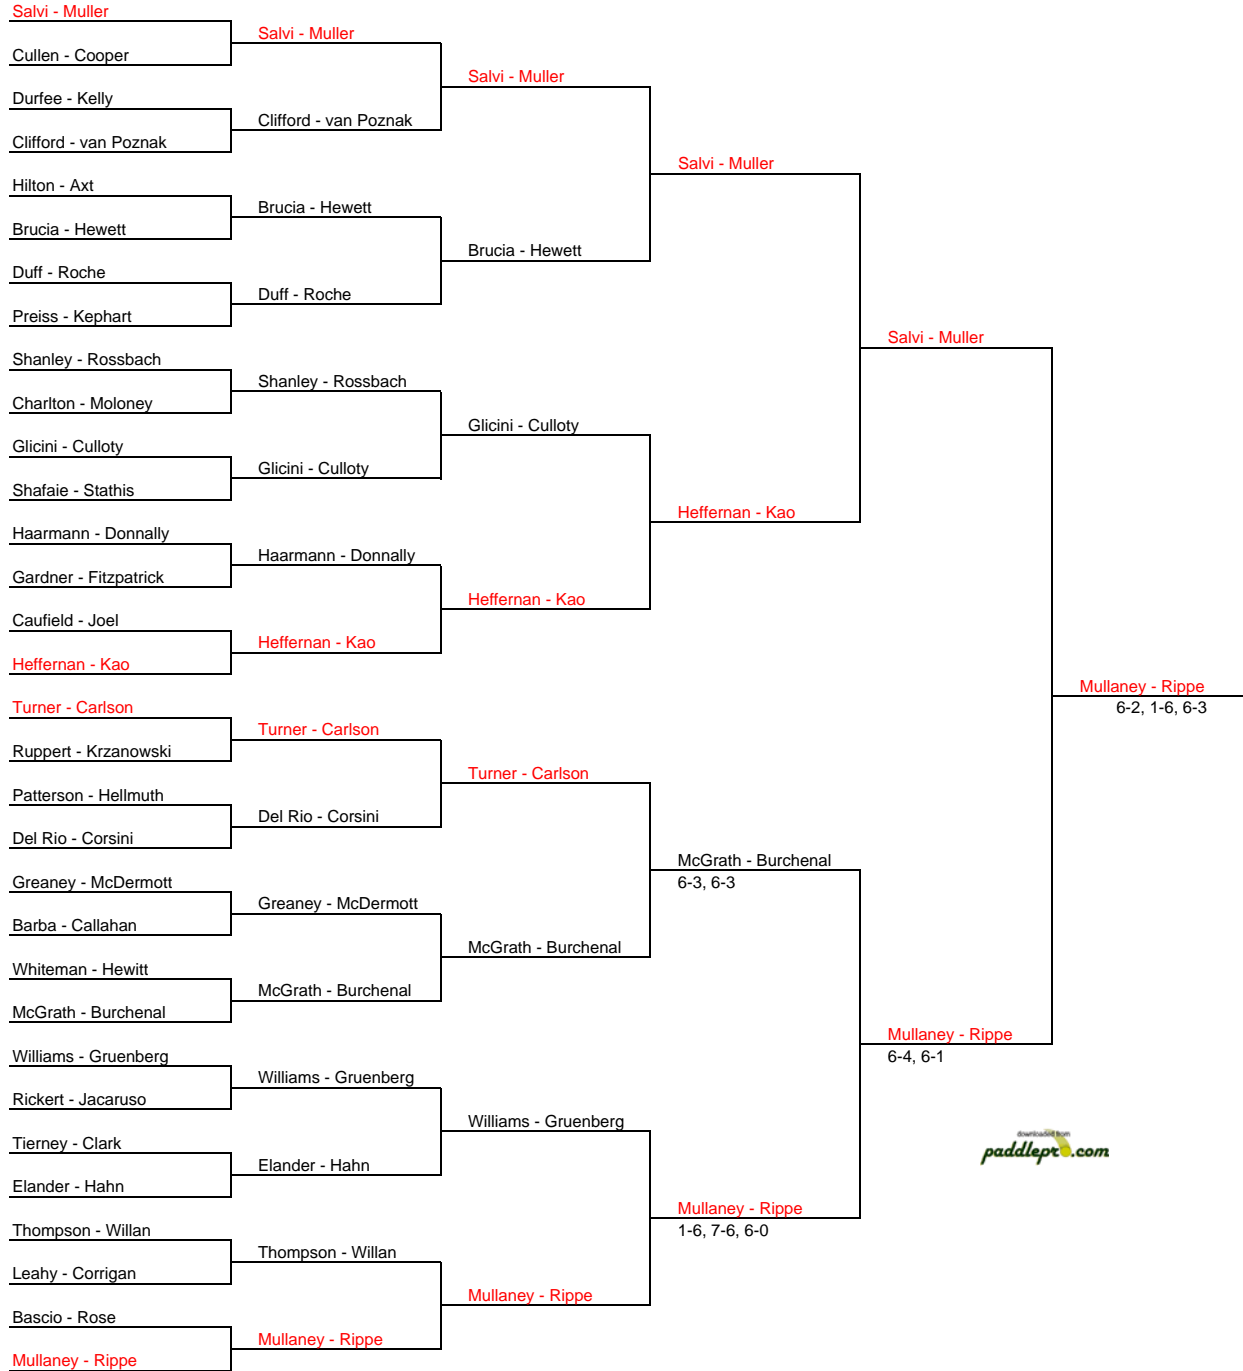 Salvi - Muller
Cullen - Cooper
Durfee - Kelly
Clifford - van Poznak
Hilton - Axt
Brucia - Hewett
Duff - Roche
Preiss - Kephart
Shanley - Rossbach
Charlton - Moloney
Glicini - Culloty
Shafaie - Stathis
Haarmann - Donnally
Gardner - Fitzpatrick
Caufield - Joel
Heffernan - Kao
Turner - Carlson
Ruppert - Krzanowski
Patterson - Hellmuth
Del Rio - Corsini
Greaney - McDermott
Barba - Callahan
Whiteman - Hewitt
McGrath - Burchenal
Williams - Gruenberg
Rickert - Jacaruso
Tierney - Clark
Elander - Hahn
Thompson - Willan
Leahy - Corrigan
Bascio - Rose
Mullaney - Rippe
Salvi - Muller
Clifford - van Poznak
Brucia - Hewett
Duff - Roche
Shanley - Rossbach
Glicini - Culloty
Haarmann - Donnally
Heffernan - Kao
Turner - Carlson
Del Rio - Corsini
Greaney - McDermott
McGrath - Burchenal
Williams - Gruenberg
Elander - Hahn
Thompson - Willan
Mullaney - Rippe
Salvi - Muller
Brucia - Hewett
Glicini - Culloty
Heffernan - Kao
Turner - Carlson
McGrath - Burchenal
Williams - Gruenberg
Mullaney - Rippe
Salvi - Muller
Heffernan - Kao
McGrath - Burchenal
6-3, 6-3
Mullaney - Rippe
1-6, 7-6, 6-0
Salvi - Muller
Mullaney - Rippe
6-4, 6-1
Mullaney - Rippe
6-2, 1-6, 6-3
downloaded from
paddlepro.com